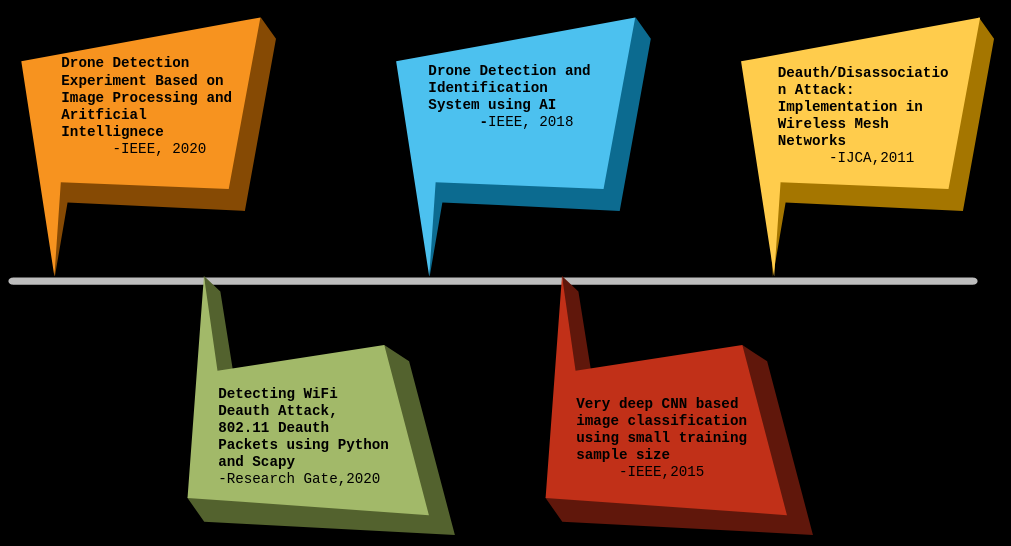 Drone Detection
Experiment Based on
Image Processing and
Aritficial
Intellignece
-IEEE, 2020
Drone Detection and
Identification
System using AI
-IEEE, 2018
Deauth/Disassociatio
n Attack:
Implementation in
Wireless Mesh
Networks
-IJCA,2011
Detecting WiFi
Deauth Attack,
802.11 Deauth
Packets using Python
and Scapy
-Research Gate,2020
Very deep CNN based
image classification
using small training
sample size
-IEEE,2015